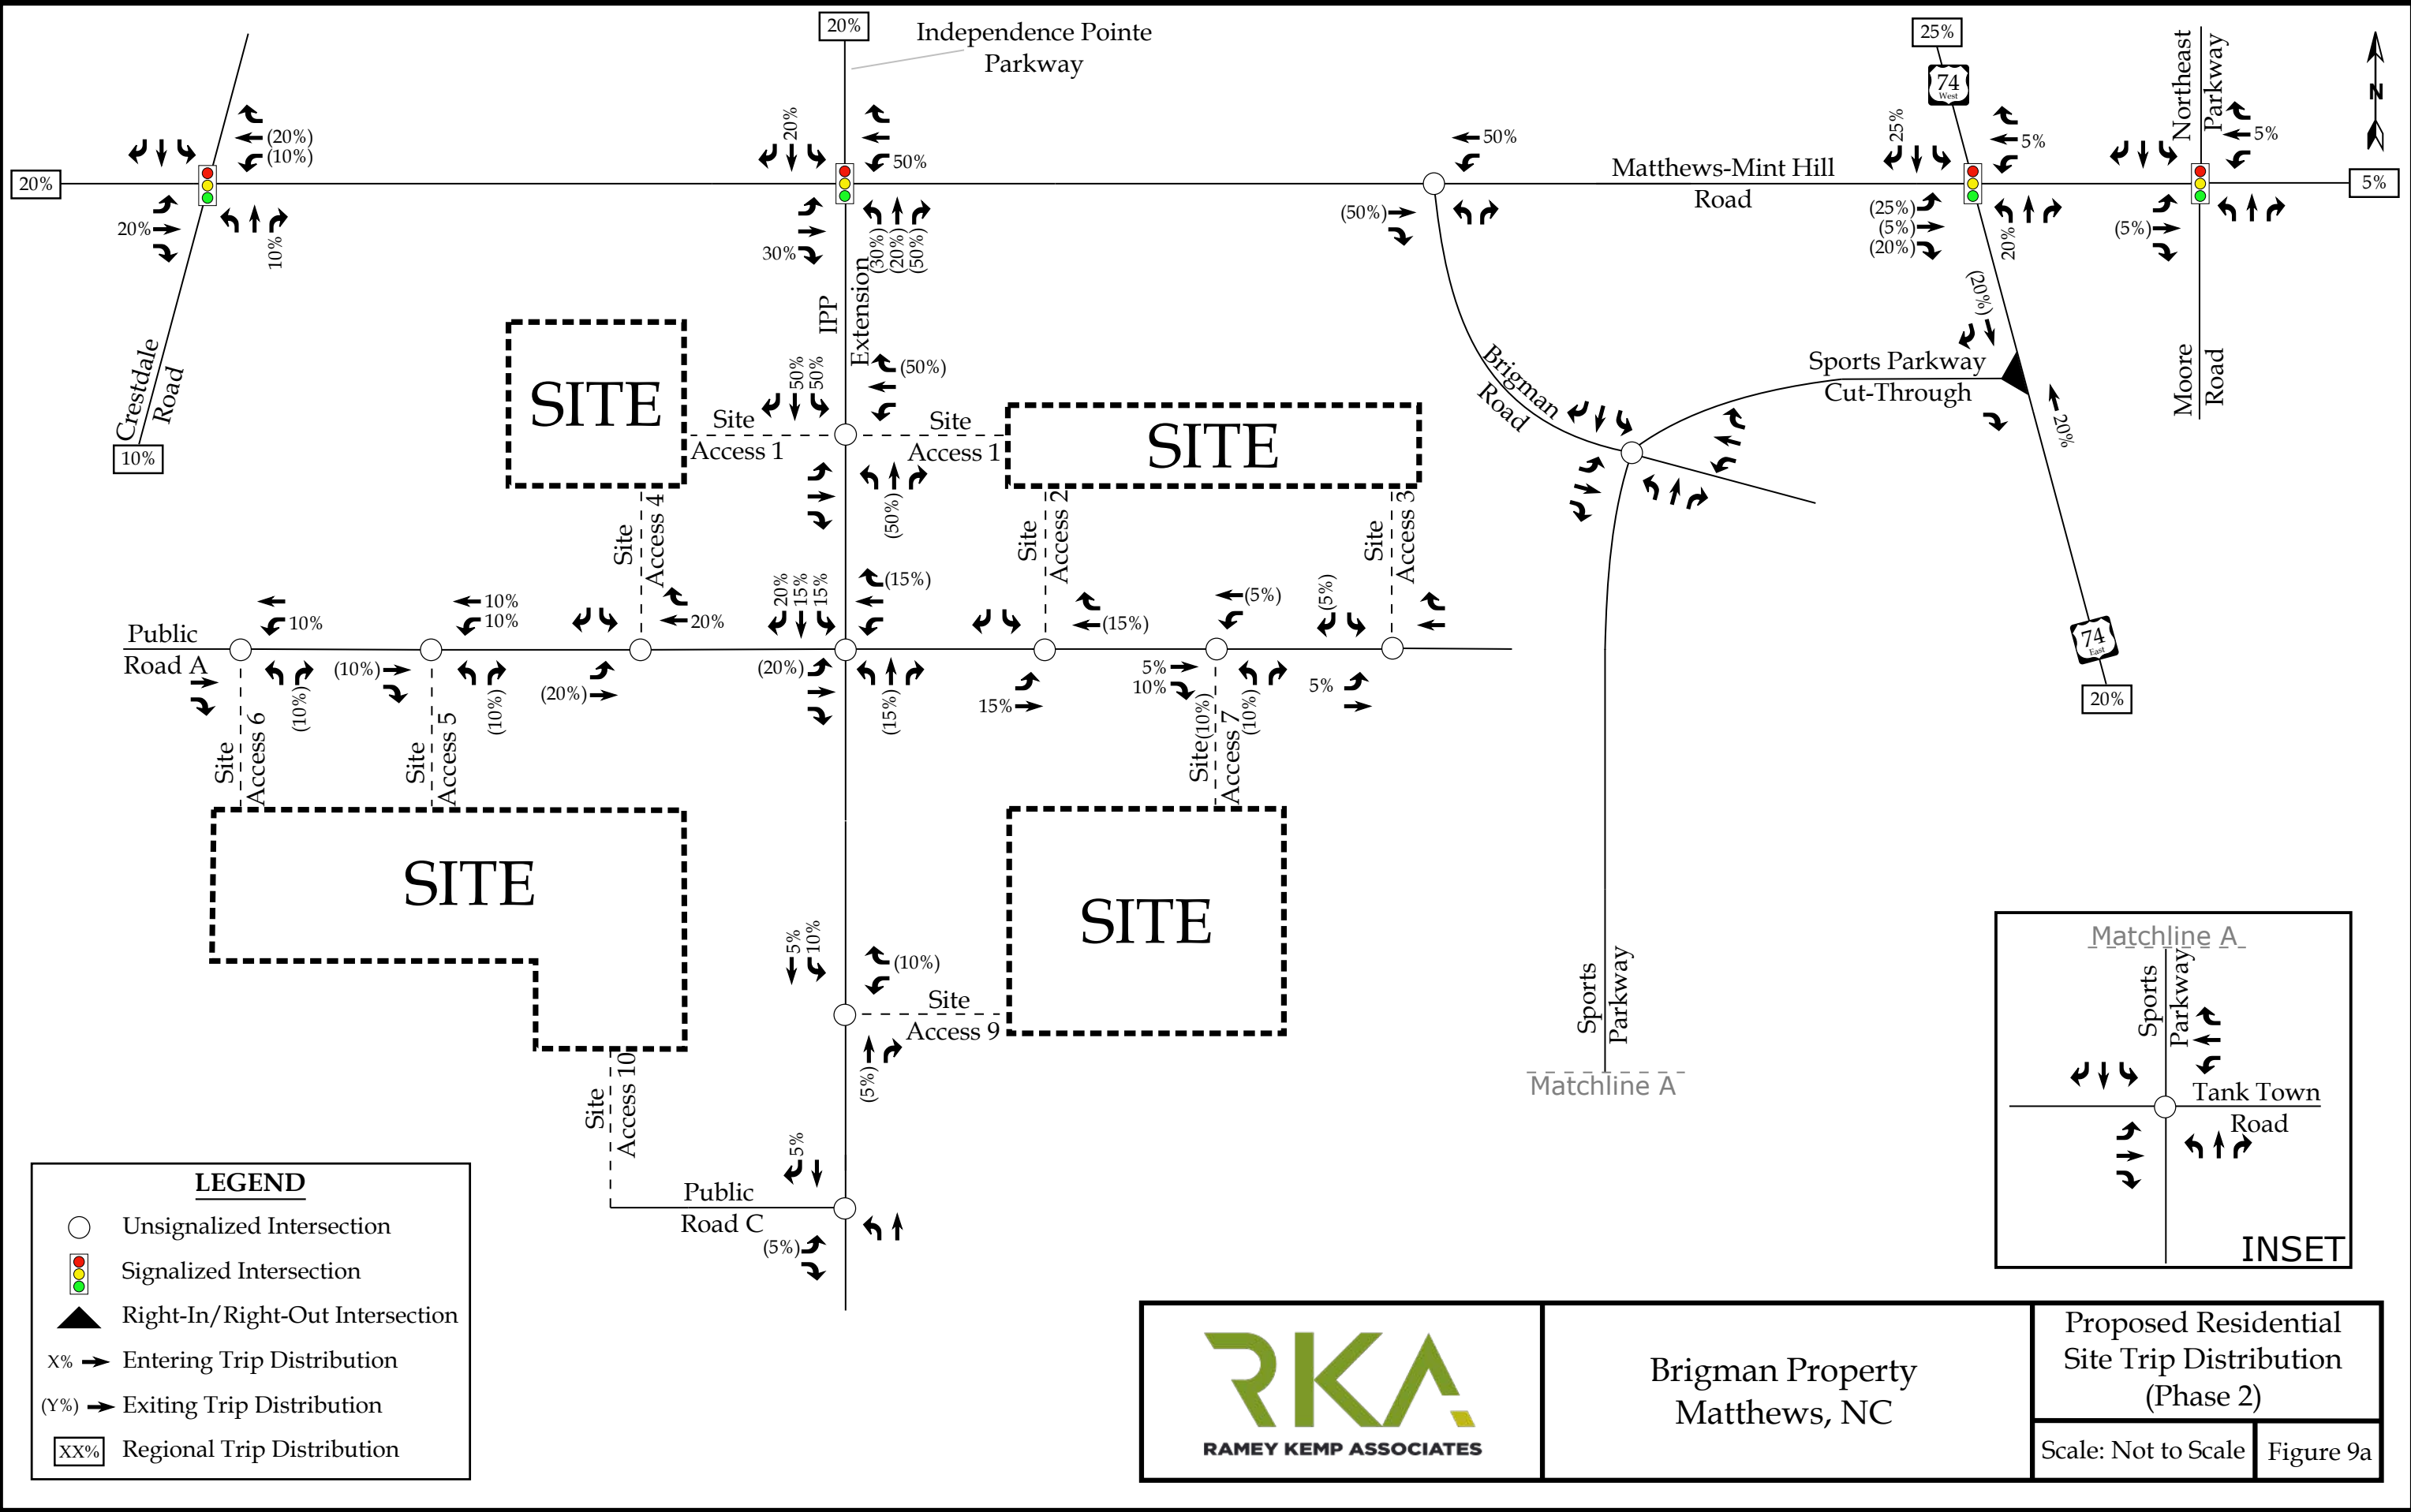 20%
Independence Pointe
Parkway
25%
74
West
Northeast
Parkway
N
20%
(20%)
(10%)
20%
10%
Crestdale
Road
10%
20%
50%
30%
(30%)
(20%)
(50%)
IPP
Extension
50%
(50%)
Matthews-Mint Hill
Road
25%
5%
(25%)
(5%)
(20%)
20%
5%
(5%)
5%
Moore
Road
(20%)
Sports Parkway
Cut-Through
20%
74
East
20%
Brigman
Road
SITE
Site
Access 1
50%
50%
(50%)
(50%)
Site
Access 1
SITE
Site
Access 4
Site
Access 2
Site
Access 3
Public
Road A
10%
(10%)
10%
10%
(10%)
(10%)
20%
(20%)
20%
15%
15%
(15%)
(20%)
(15%)
(15%)
15%
(5%)
5%
10%
(10%)
(10%)
(5%)
5%
Site
Access 6
Site
Access 5
Site
Access 7
SITE
SITE
5%
10%
(10%)
Site
Access 9
(5%)
Site
Access 10
5%
Public
Road C
(5%)
Sports
Parkway
Matchline A
Matchline A
Sports
Parkway
Tank Town
Road
INSET
LEGEND
Unsignalized Intersection
Signalized Intersection
Right-In/Right-Out Intersection
X% Entering Trip Distribution
(Y%) Exiting Trip Distribution
XX% Regional Trip Distribution
RKA
RAMEY KEMP ASSOCIATES
Brigman Property
Matthews, NC
Proposed Residential
Site Trip Distribution
(Phase 2)
Scale: Not to Scale
Figure 9a